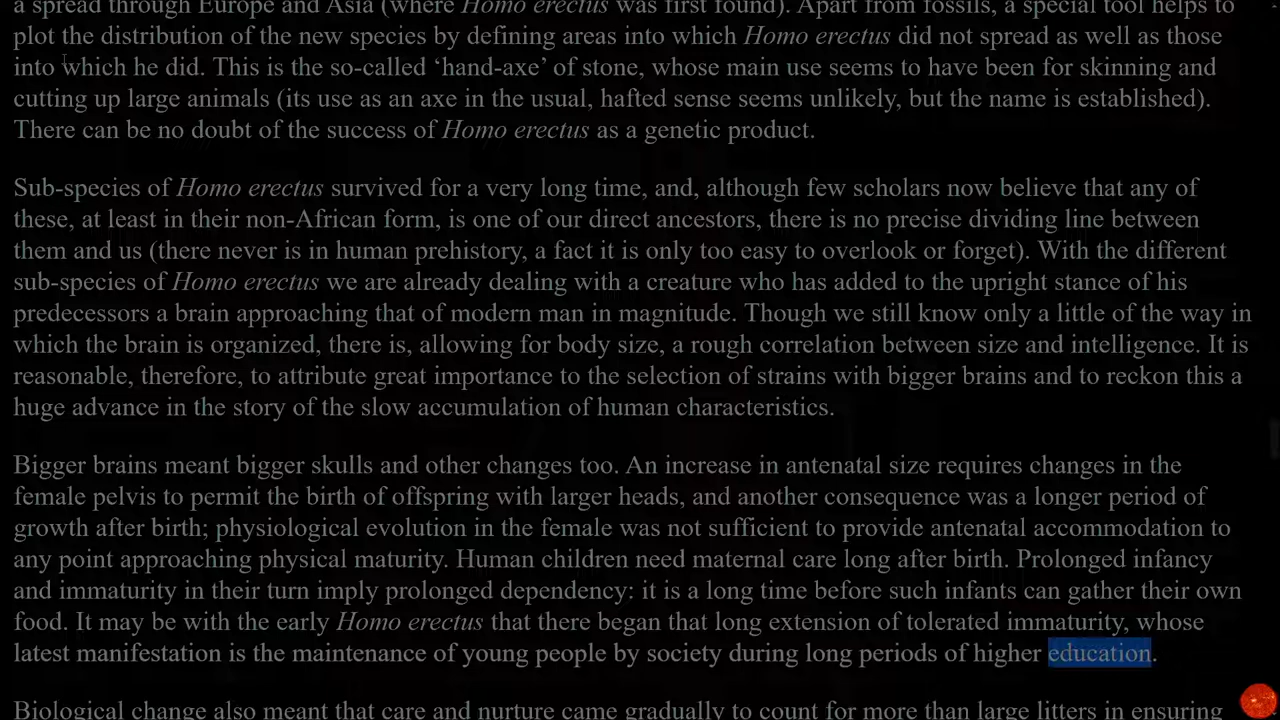 a spread through Europe and Asia (where Homo erectus was first found). Apart from fossils, a special tool helps to
plot the distribution of the new species by defining areas into which Homo erectus did not spread as well as those
into which he did. This is the so-called ‘hand-axe’ of stone, whose main use seems to have been for skinning and
cutting up large animals (its use as an axe in the usual, hafted sense seems unlikely, but the name is established).
There can be no doubt of the success of Homo erectus as a genetic product.
Sub-species of Homo erectus survived for a very long time, and, although few scholars now believe that any of
these, at least in their non-African form, is one of our direct ancestors, there is no precise dividing line between
them and us (there never is in human prehistory, a fact it is only too easy to overlook or forget). With the different
sub-species of Homo erectus we are already dealing with a creature who has added to the upright stance of his
predecessors a brain approaching that of modern man in magnitude. Though we still know only a little of the way in
which the brain is organized, there is, allowing for body size, a rough correlation between size and intelligence. It is
reasonable, therefore, to attribute great importance to the selection of strains with bigger brains and to reckon this a
huge advance in the story of the slow accumulation of human characteristics.
Bigger brains meant bigger skulls and other changes too. An increase in antenatal size requires changes in the
female pelvis to permit the birth of offspring with larger heads, and another consequence was a longer period of
growth after birth; physiological evolution in the female was not sufficient to provide antenatal accommodation to
any point approaching physical maturity. Human children need maternal care long after birth. Prolonged infancy
and immaturity in their turn imply prolonged dependency: it is a long time before such infants can gather their own
food. It may be with the early Homo erectus that there began that long extension of tolerated immaturity, whose
latest manifestation is the maintenance of young people by society during long periods of higher education.
Biological change also meant that care and nurture came gradually to count for more than large litters in ensuring